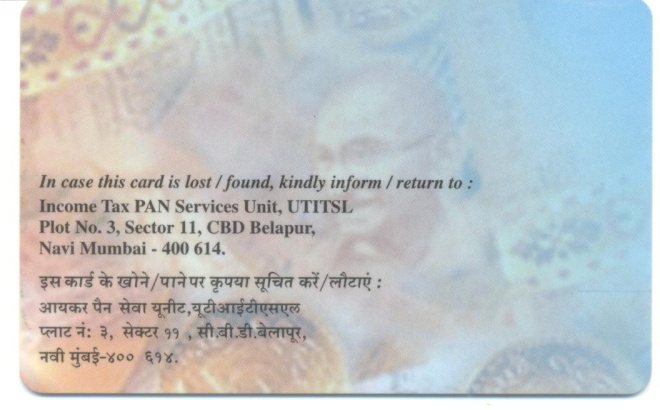 In case this card is lost / found, kindly inform / return to :
Income Tax PAN Services Unit, UTITSL
Plot No. 3, Sector 11, CBD Belapur,
Navi Mumbai - 400 614.
इस कार्ड के खोने/पाने पर कृपया सूचित करें/लौटाएं :
आयकर पैन सेवा यूनीट,यूटीआईटीएसएल
प्लाट नं: ३, सेक्टर ११ , सी.बी.डी.बेलापूर,
नवी मुंबई-४०० ६१४.